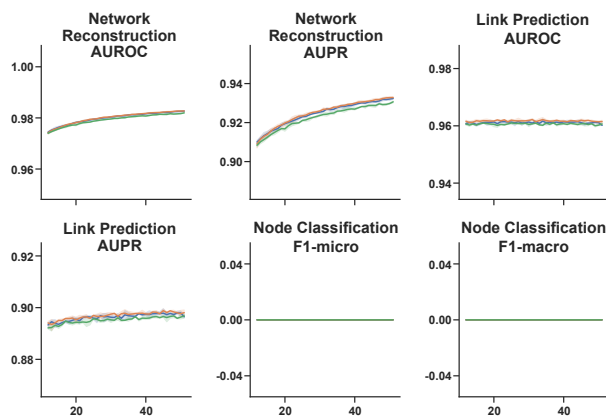 Network
Reconstruction
AUROC
1.00
0.98
0.96
Network
Reconstruction
AUPR
0.94
0.92
0.90
Link Prediction
AUROC
0.98
0.96
0.94
Link Prediction
AUPR
0.92
0.90
0.88
20
40
Node Classification
F1-micro
0.04
0.00
-0.04
20
40
Node Classification
F1-macro
0.04
0.00
-0.04
20
40